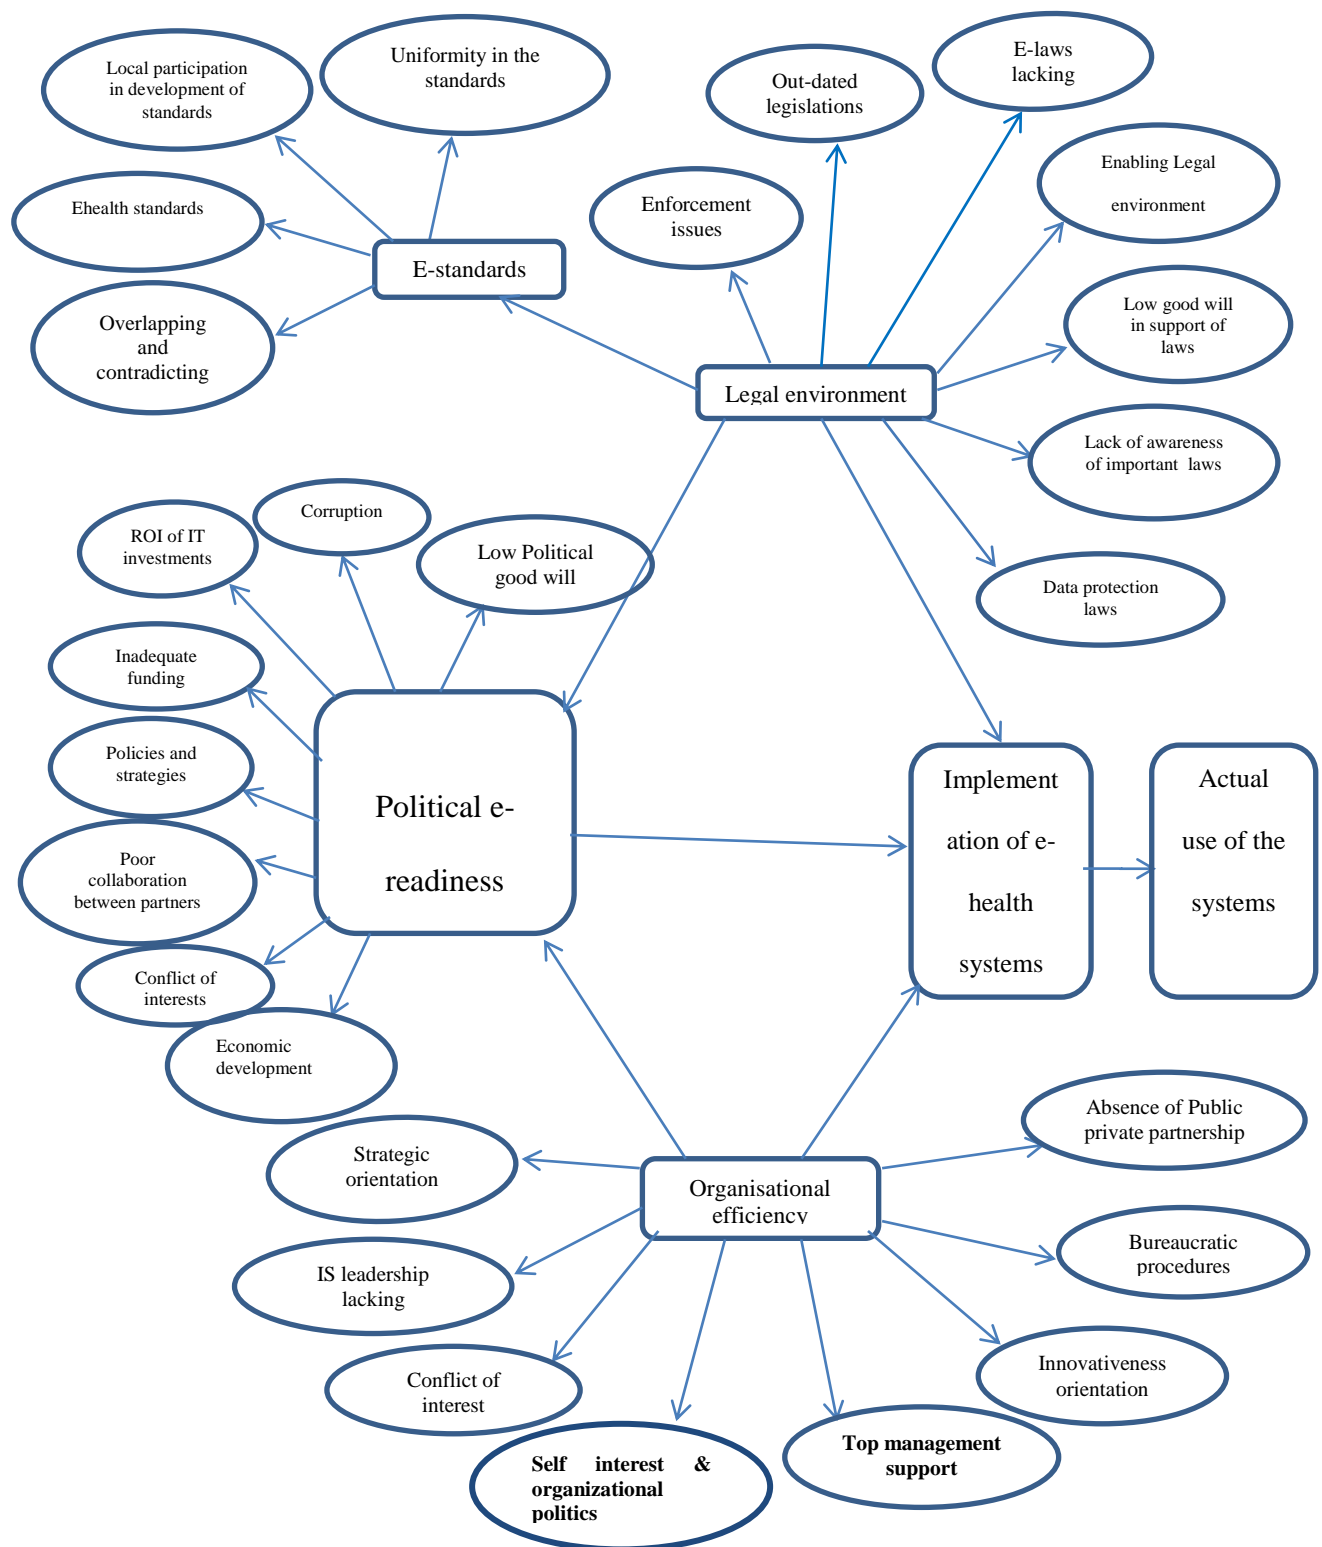 Local participation
in development of
standards
Uniformity in the
standards
Out-dated
legislations
E-laws
lacking
Enabling Legal
environment
Ehealth standards
Enforcement
issues
E-standards
Low good will
in support of
laws
Overlapping
and
contradicting
Legal environment
Lack of awareness
of important laws
ROI of IT
investments
Corruption
Low Political
good will
Data protection
laws
Inadequate
funding
Policies and
strategies
Political e-
readiness
Implement
ation of e-
health
systems
Actual
use of the
systems
Poor
collaboration
between partners
Conflict of
interests
Economic
development
Absence of Public
private partnership
Strategic
orientation
Organisational
efficiency
Bureaucratic
procedures
IS leadership
lacking
Innovativeness
orientation
Conflict of
interest
Self interest &
organizational
politics
Top management
support